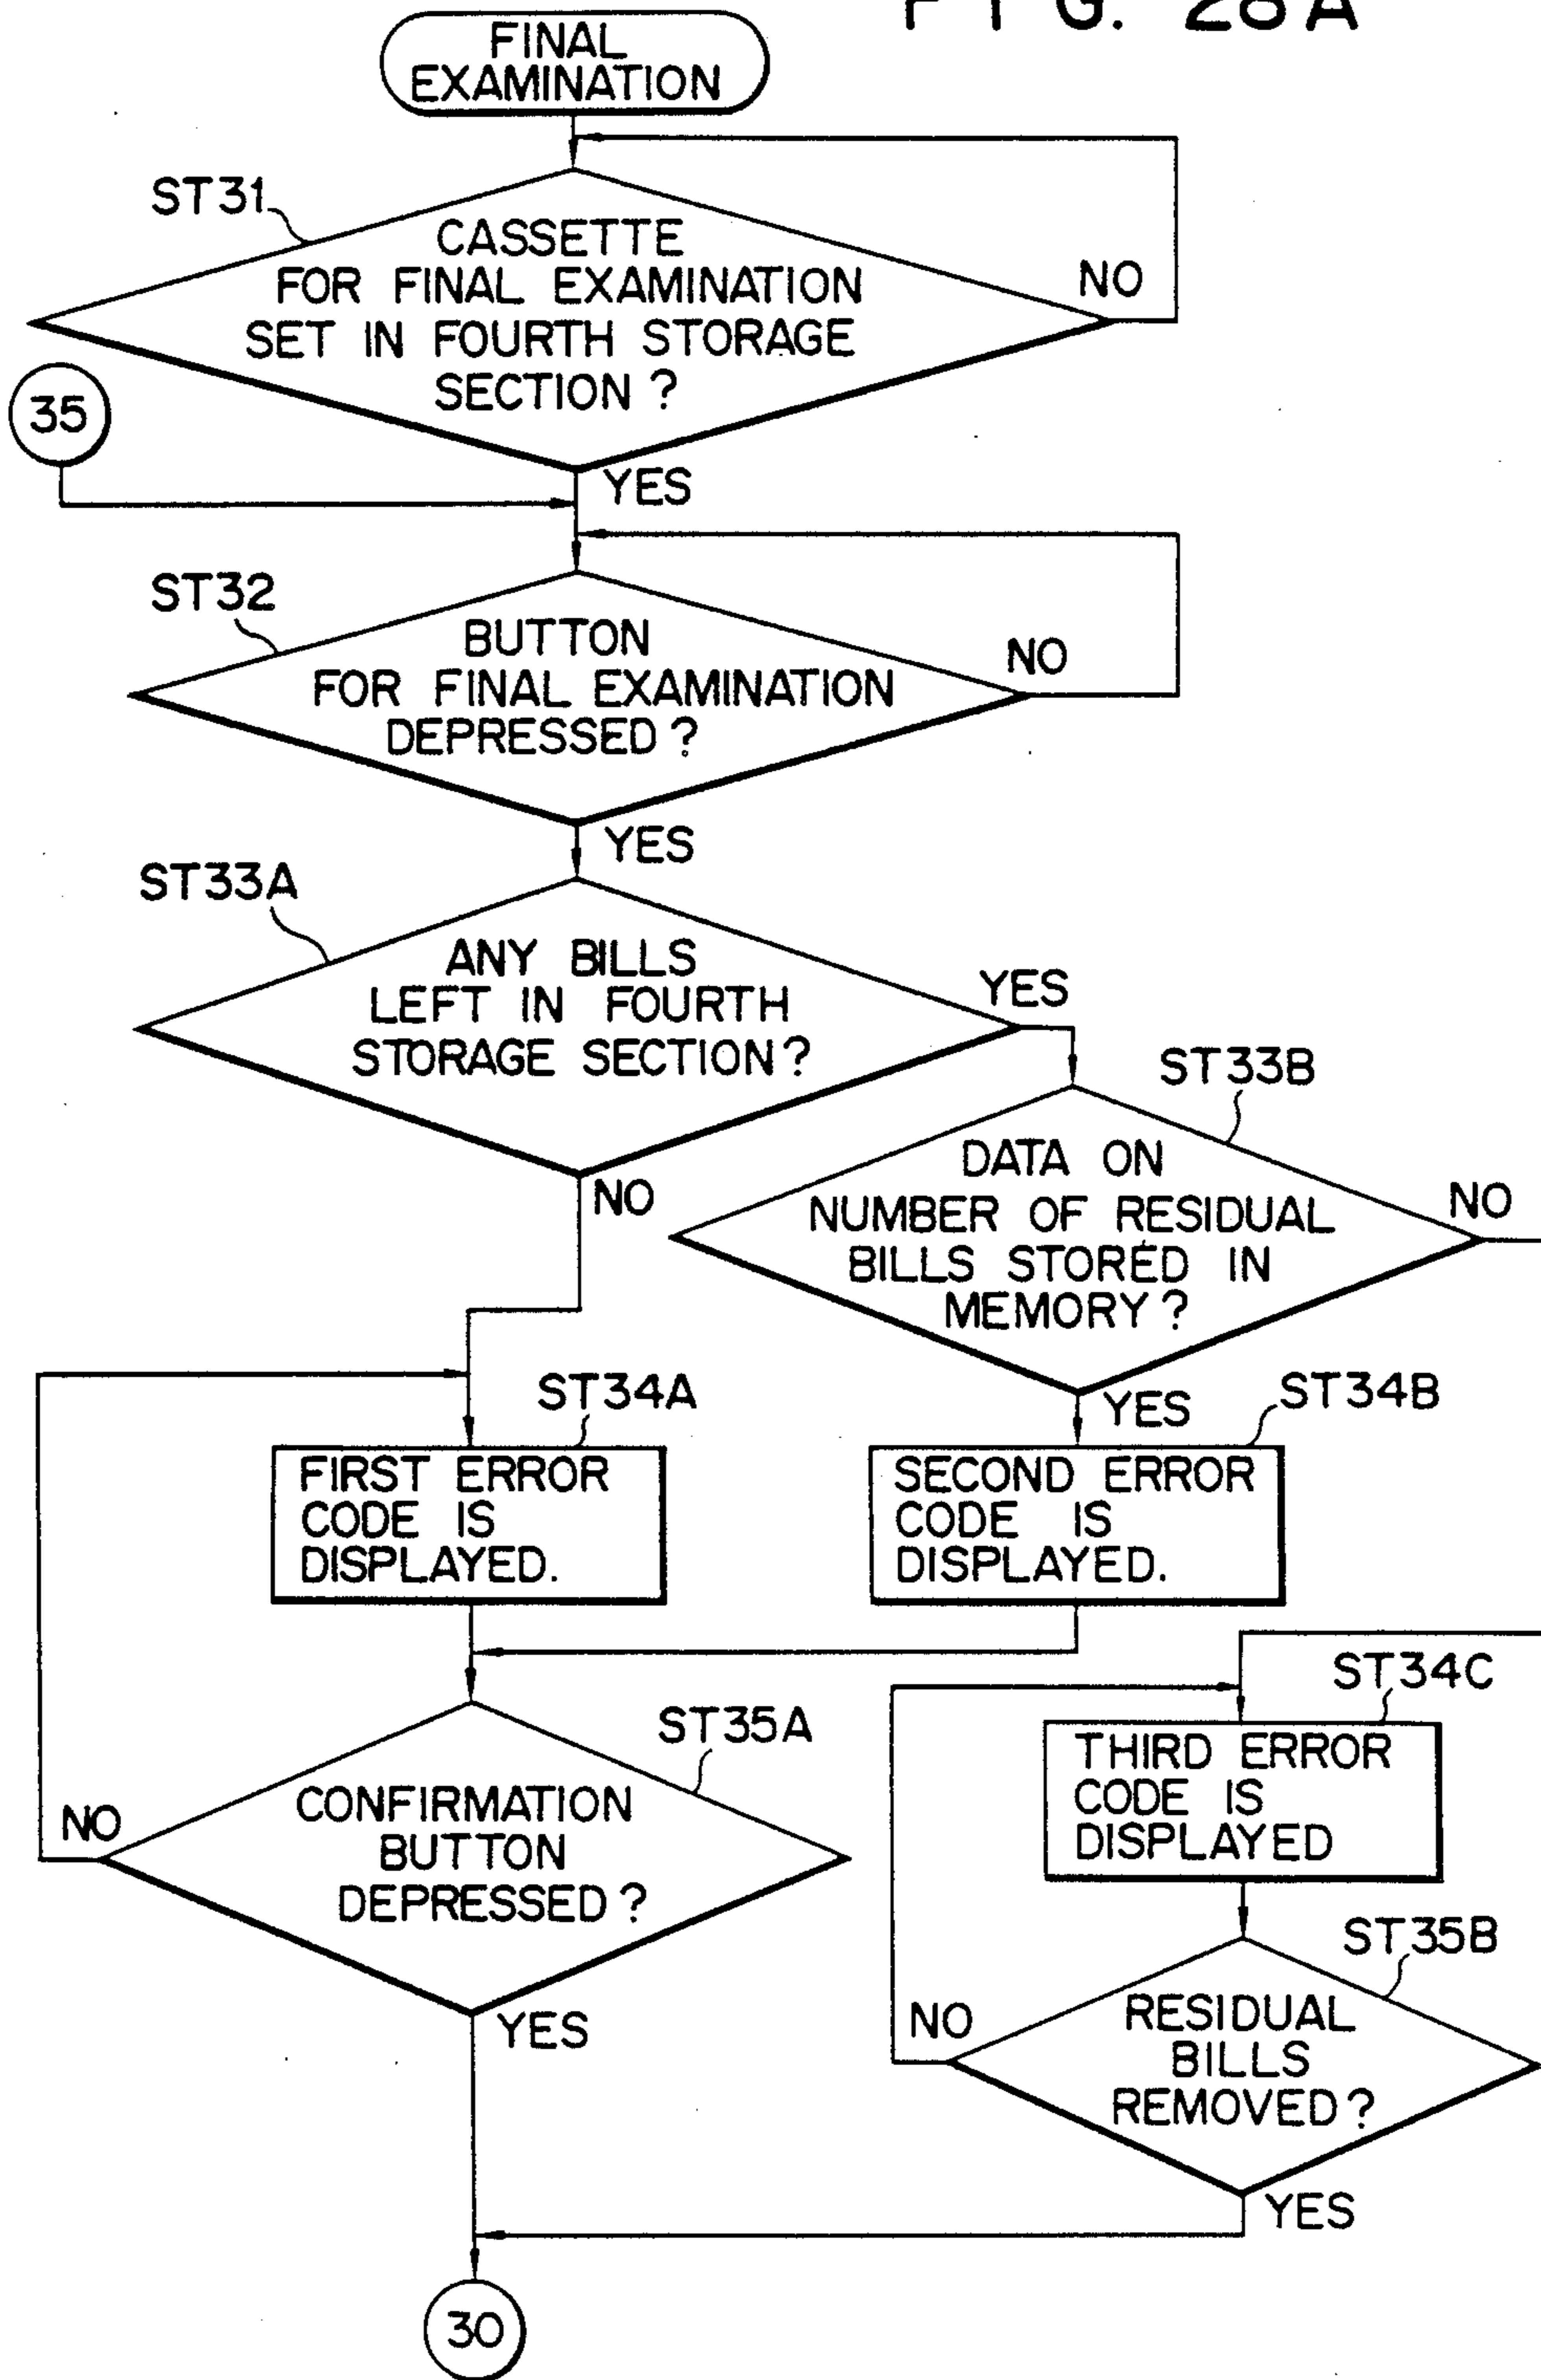 FIG. 28A
FINAL
EXAMINATION
ST31
CASSETTE
FOR FINAL EXAMINATION
SET IN FOURTH STORAGE
SECTION?
NO
35
YES
ST32
BUTTON
FOR FINAL EXAMINATION
DEPRESSED?
NO
YES
ST33A
ANY BILLS
LEFT IN FOURTH
STORAGE SECTION?
YES
NO
ST33B
DATA ON
NUMBER OF RESIDUAL
BILLS STORED IN
MEMORY?
NO
YES
ST34A
FIRST ERROR
CODE IS
DISPLAYED.
ST34B
SECOND ERROR
CODE IS
DISPLAYED.
ST34C
THIRD ERROR
CODE IS
DISPLAYED
ST35A
CONFIRMATION
BUTTON
DEPRESSED?
NO
YES
ST35B
RESIDUAL
BILLS
REMOVED?
NO
YES
30